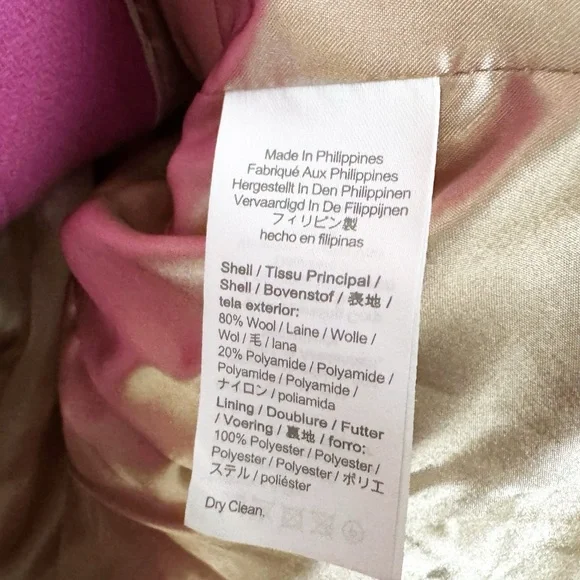 Made In Philippines
Fabriqué Aux Philippines
Hergestellt In Den Philippinen
Vervaardigd In De Filippijnen
フィリピン製
hecho en filipinas
Shell / Tissu Principal /
Shell / Bovenstof / 表地 /
tela exterior:
80% Wool / Laine / Wolle /
Wol / 毛 / lana
20% Polyamide / Polyamide /
Polyamide / Polyamide /
ナイロン / poliamida
Lining / Doublure / Futter
/ Voering / 裏地 / forro:
100% Polyester / Polyester /
Polyester / Polyester / ポリエ
ステル / poliéster
Dry Clean.